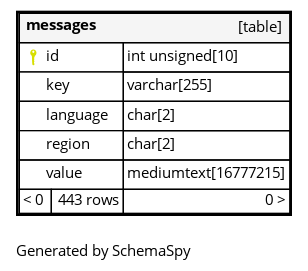 messages [table]
id int unsigned[10]
key varchar[255]
language char[2]
region char[2]
value mediumtext[16777215]
< 0 443 rows 0 >
Generated by SchemaSpy